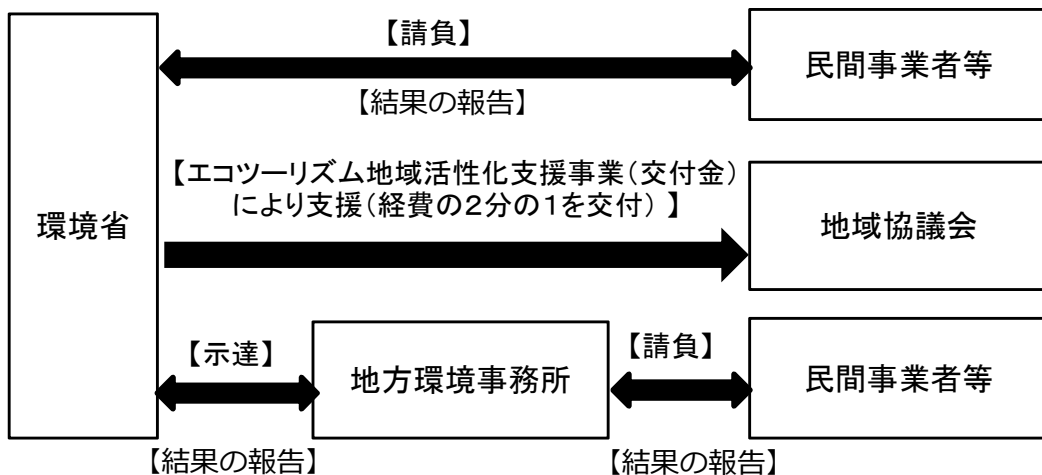 環境省
【請負】
【結果の報告】
民間事業者等
【エコツーリズム地域活性化支援事業(交付金)
により支援(経費の2分の1を交付) 】
地域協議会
【示達】
【結果の報告】
地方環境事務所
【請負】
【結果の報告】
民間事業者等